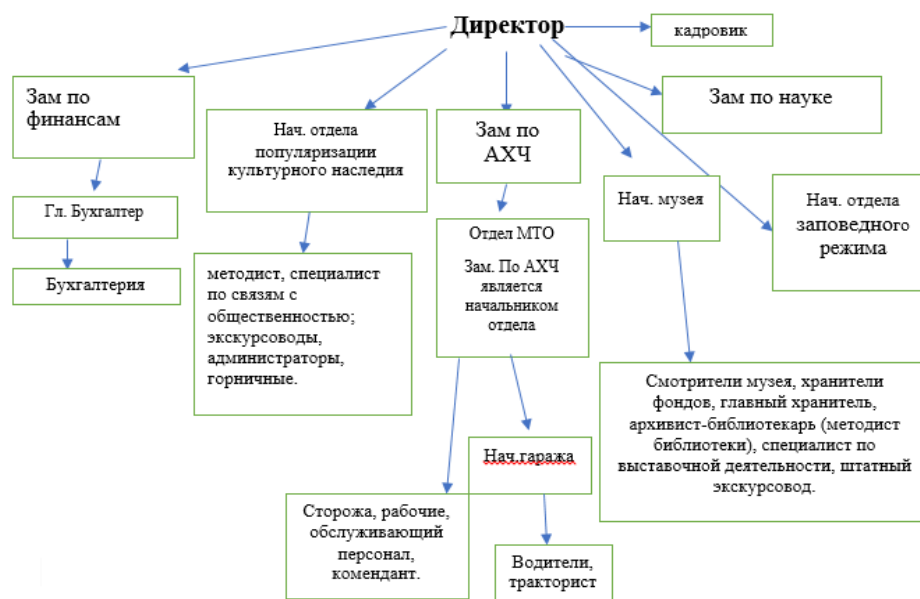 Директор
кадровик
Зам по
финансам
Нач. отдела
популяризации
культурного наследия
Зам по
АХЧ
Зам по науке
Нач. музея
Нач. отдела
заповедного
режима
Гл. Бухгалтер
Бухгалтерия
методист, специалист
по связям с
общественностью;
экскурсоводы,
администраторы,
горничные.
Отдел МТО
Зам. По АХЧ
является
начальником
отдела
Смотрители музея, хранители
фондов, главный хранитель,
архивист-библиотекарь (методист
библиотеки), специалист по
выставочной деятельности, штатный
экскурсовод.
Нач.гаража
Сторожа, рабочие,
обслуживающий
персонал,
комендант.
Водители,
тракторист